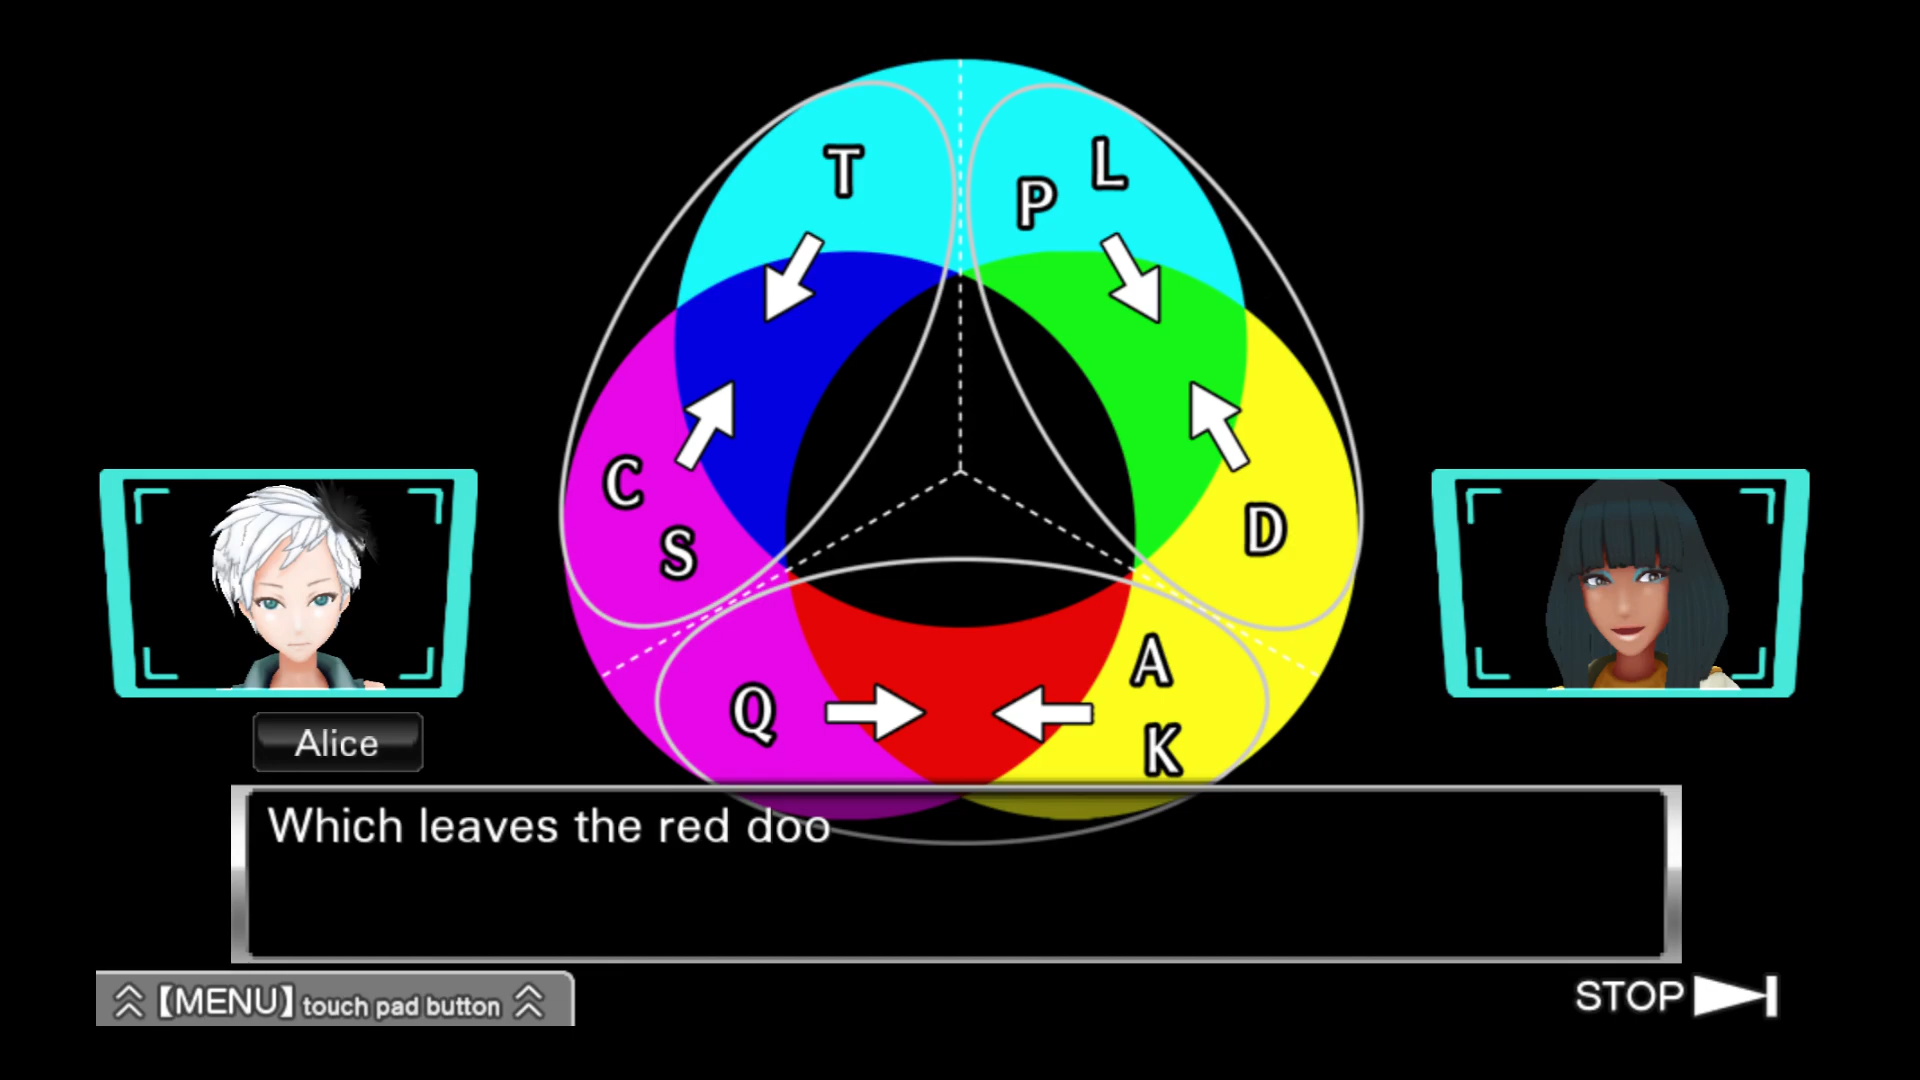 T
L
P
C
S
D
A
Q
K
Alice
Which leaves the red doo
【MENU】touch pad button
STOP